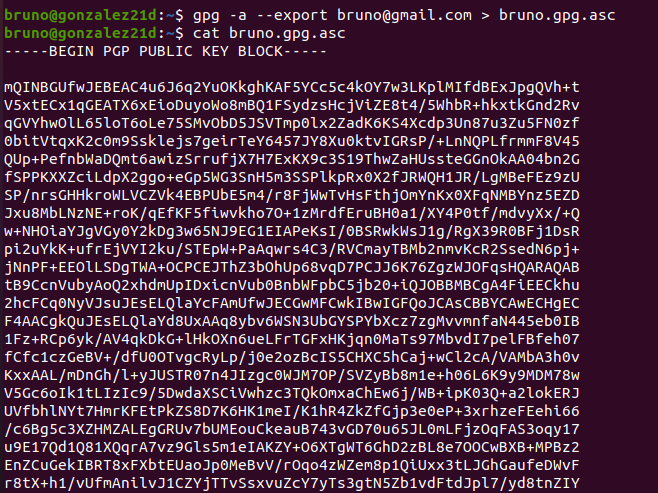 bruno@gonzalez21d:~$ gpg -a --export bruno@gmail.com > bruno.gpg.asc
bruno@gonzalez21d:~$ cat bruno.gpg.asc
-----BEGIN PGP PUBLIC KEY BLOCK-----

mQINBGUfwJEBEAC4u6J6q2YuOKkghKAF5YCc5c4kOY7w3LKplMIfdBExJpgQVh+t
V5xtECx1qGEATX6xEioDuyoWo8mBQ1FSydzsHcjViZE8t4/5WhbR+hkxtkGnd2Rv
qGVYhwOlL65loT6oLe75SMvObD5JSVTmp0lx2ZadK6KS4Xcdp3Un87u3Zu5FN0zf
0bitVtqxK2c0m9Ssklejs7geirTeY6457JY8Xu0ktvIGRsP/+LnNQPLfrmmF8V45
QUp+PefnbWaDQmt6awizSrrufjX7H7ExKX9c3S19ThwZaHUssteGGnOkAA04bn2G
fSPPKXXZciLdpX2ggo+eGp5WG3SnH5m3SSPlkpRx0X2fJRWQH1JR/LgMBeFEz9zU
SP/nrsGHHkroWLVCZVk4EBPUbE5m4/r8FjWwTvHsFthjOmYnKx0XFqNMBYnz5EZD
Jxu8MbLNzNE+roK/qEfKF5fiwvkho7O+1zMrdfEruBH0a1/XY4P0tf/mdvyXx/+Q
w+NHOiaYJgVGy0Y2kDg3w65NJ9EG1EIAPeKsI/0BSRwkWsJ1g/RgX39R0BFj1DsR
pi2uYkK+ufrEjVYI2ku/STEpW+PaAqwrs4C3/RVCmayTBMb2nmvKcR2SsedN6pj+
jNnPF+EEOlLSDgTWA+OCPCEJThZ3bOhUp68vqD7PCJJ6K76ZgzWJOFqsHQARAQAB
tB9CcnVubyAoQ2xhdmUpIDxicnVub0BnbWFpbC5jb20+iQJOBBMBCgA4FiEECkhu
2hcFCq0NyVJsuJEsELQlaYcFAmUfwJECGwMFCwkIBwIGFQoJCAsCBBYCAwECHgEC
F4AACgkQuJEsELQlaYd8UxAAq8ybv6WSN3UbGYSPYbXcz7zgMvvmnfaN445eb0IB
1Fz+RCp6yk/AV4qkDkG+lHkOXn6ueLFrTGFxHKjqn0MaTs97MbvdI7pelFBfeh07
fCfc1czGeBV+/dfU0OTvgcRyLp/j0e2ozBcIS5CHXC5hCaj+wCl2cA/VAMbA3h0v
KxxAAL/mDnGh/l+yJUSTR07n4JIzgc0WJM7OP/SVZyBb8m1e+h06L6K9y9MDM78w
V5Gc6oIk1tLIzIc9/5DwdaXSCiVwhzc3TQkOmxaChEw6j/WB+ipK03Q+a2lokERJ
UVfbhlNYt7HmrKFEtPkZS8D7K6HK1meI/K1hR4ZkZfGjp3e0eP+3xrhzeFEehi66
/c6Bg5c3XZHMZALEgGRUv7bUMEouCkeauB743vGD70u65JL0mLFjzOqFAS3oqy17
u9E17Qd1Q81XQqrA7vz9Gls5m1eIAKZY+O6XTgWT6GhD2zBL8e7OOCwBXB+MPBz2
EnZCuGekIBRT8xFXbtEUaoJp0MeBvV/rOqo4zWZem8p1QiUxx3tLJGhGaufeDWvF
r8tX+h1/vUfmAnilvJ1CZYjTTvSsxvuZcY7yTs3gtN5Zb1vdFtdJpl7/yd8tnZIY